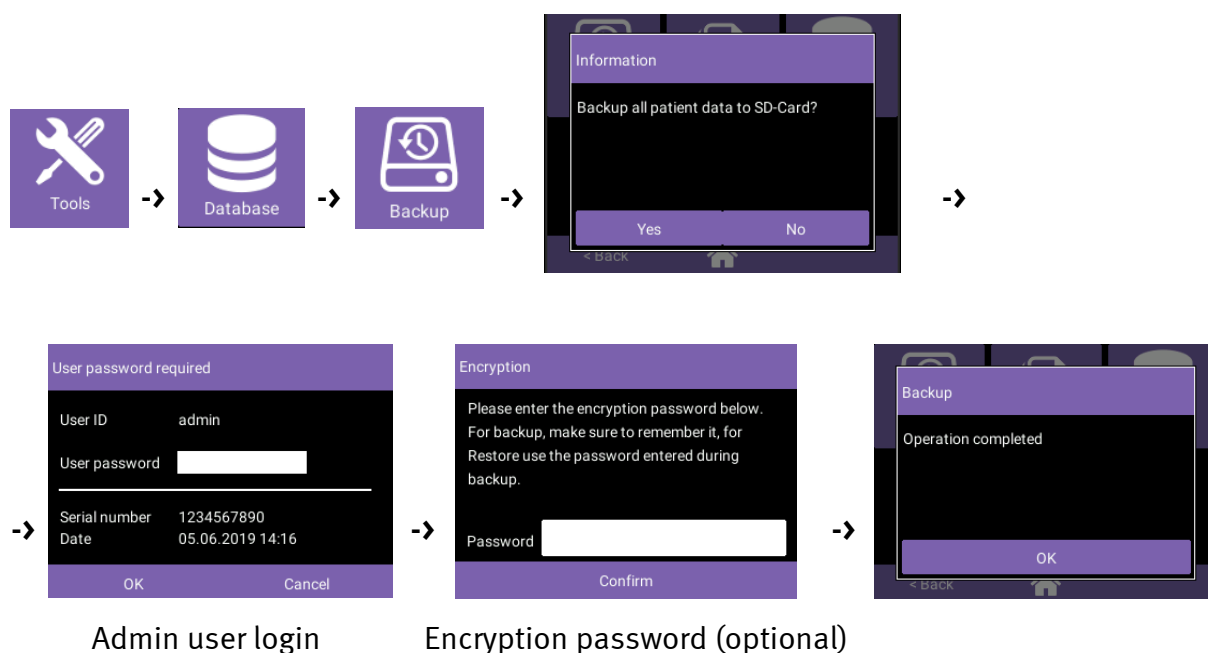 Information
Backup all patient data to SD-Card?
Tools
->
Database
->
Backup
->
Yes
No
->
< Back
User password required
User ID admin
User password
Serial number 1234567890
Date 05.06.2019 14:16
OK Cancel
->
Encryption
Please enter the encryption password below.
For backup, make sure to remember it, for
Restore use the password entered during
backup.
Password
Confirm
->
->
Backup
Operation completed
OK
< Back
Admin user login
Encryption password (optional)